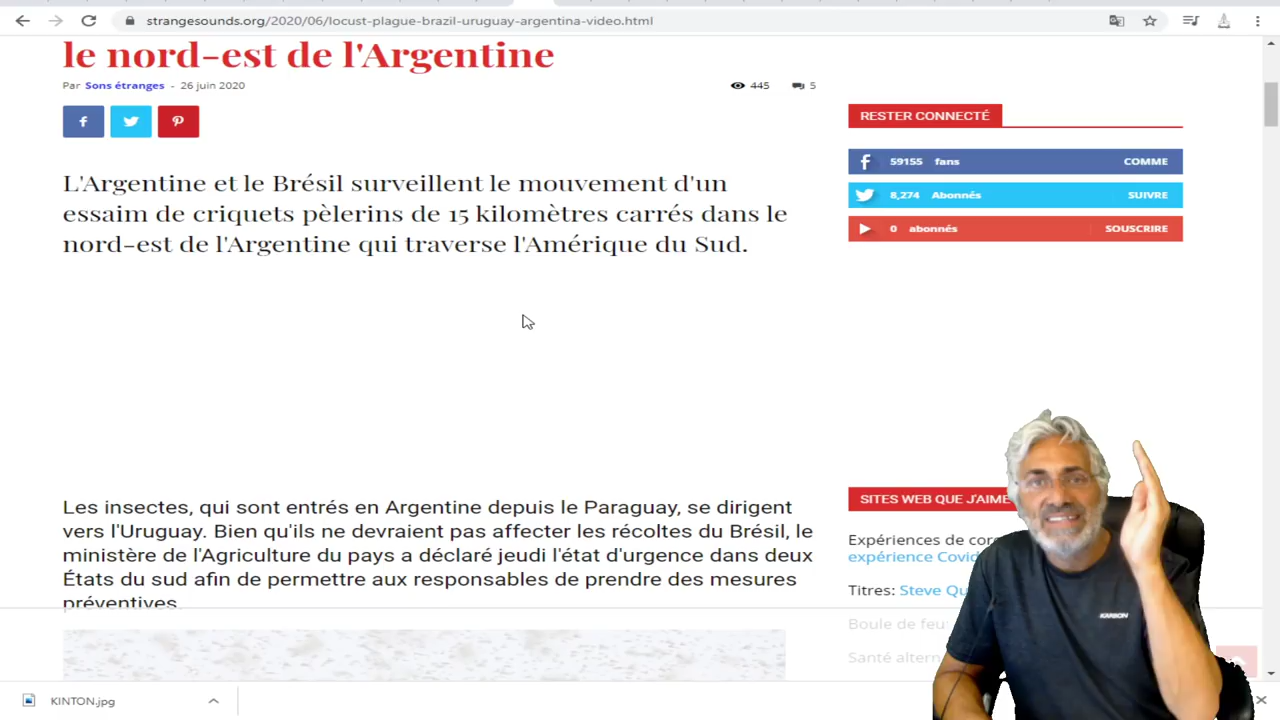 strangesounds.org/2020/06/locust-plague-brazil-uruguay-argentina-video.html
le nord-est de l'Argentine
Par Sons étranges - 26 juin 2020
445
5
L'Argentine et le Brésil surveillent le mouvement d'un
essaim de criquets pèlerins de 15 kilomètres carrés dans le
nord-est de l'Argentine qui traverse l'Amérique du Sud.
Les insectes, qui sont entrés en Argentine depuis le Paraguay, se dirigent
vers l'Uruguay. Bien qu'ils ne devraient pas affecter les récoltes du Brésil, le
ministère de l'Agriculture du pays a déclaré jeudi l'état d'urgence dans deux
États du sud afin de permettre aux responsables de prendre des mesures
préventives.
RESTER CONNECTÉ
59155 fans COMME
8,274 Abonnés SUIVRE
0 abonnés SOUSCRIRE
SITES WEB QUE J'AIME
Expériences de
expérience Covid
Titres: Steve
Boule de feu
Santé
KARBON
KINTON.jpg